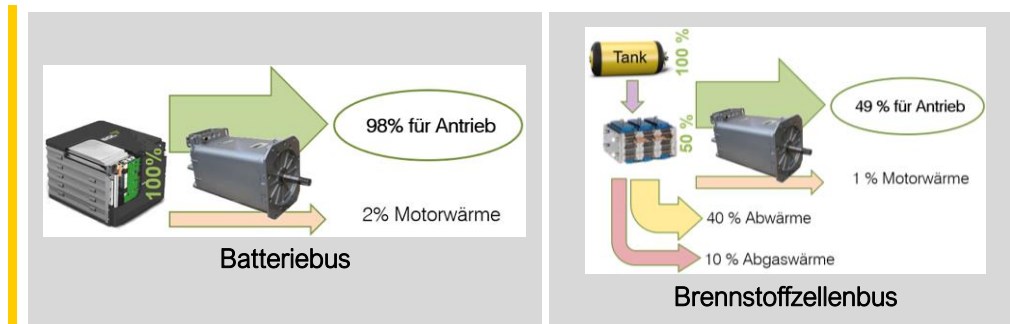 100%
98% für Antrieb
2% Motorwärme
Batteriebus
Tank
100 %
50 %
49 % für Antrieb
1 % Motorwärme
40 % Abwärme
10 % Abgaswärme
Brennstoffzellenbus